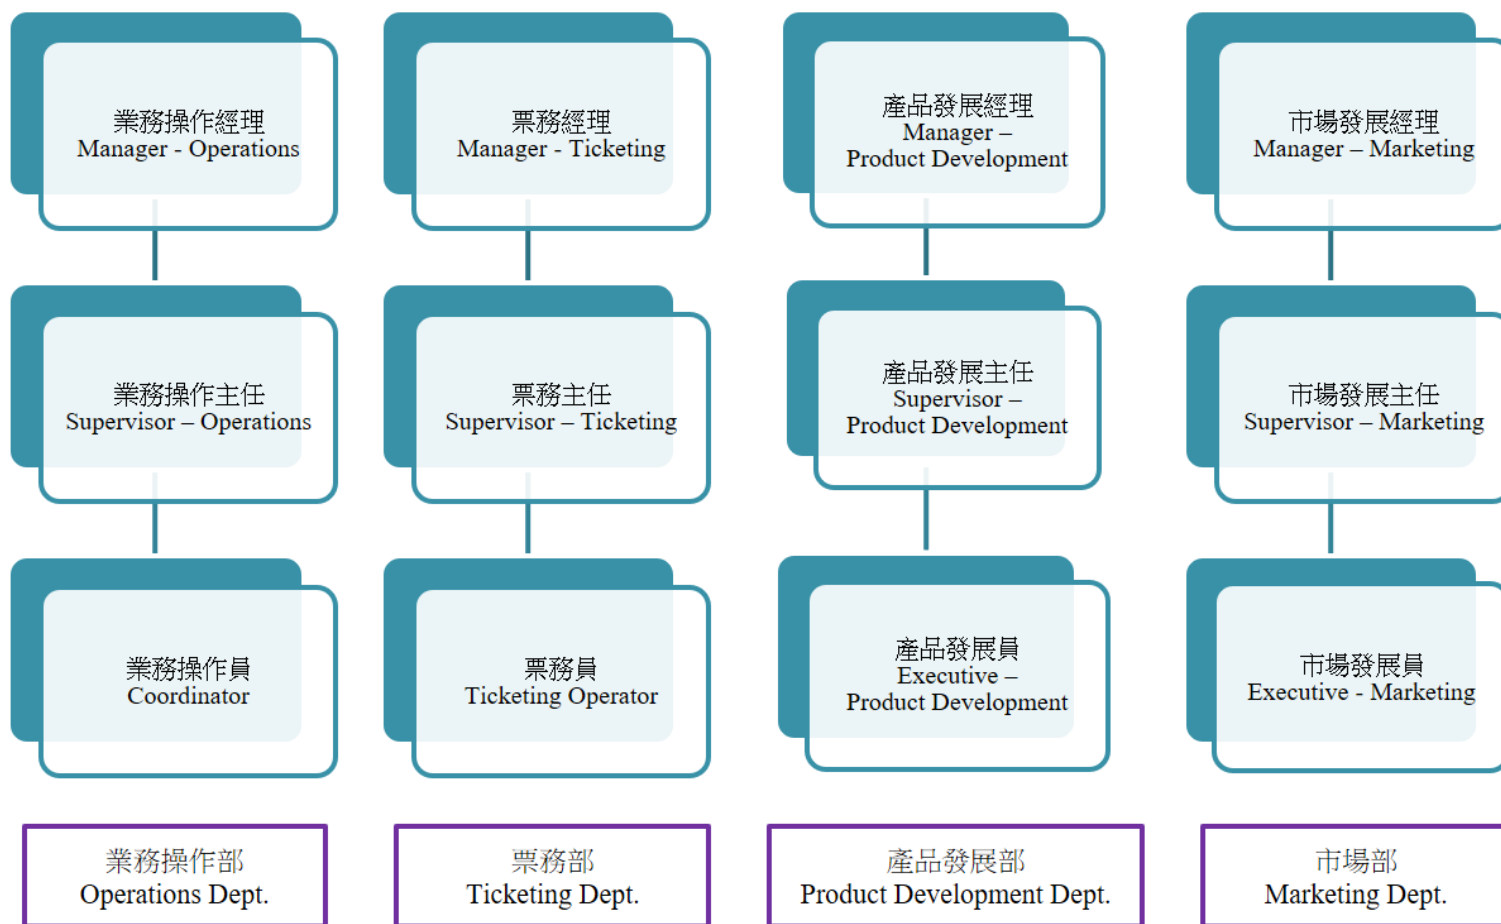 業務操作經理
Manager - Operations
票務經理
Manager - Ticketing
產品發展經理
Manager –
Product Development
市場發展經理
Manager – Marketing
業務操作主任
Supervisor – Operations
票務主任
Supervisor – Ticketing
產品發展主任
Supervisor –
Product Development
市場發展主任
Supervisor – Marketing
業務操作員
Coordinator
票務員
Ticketing Operator
產品發展員
Executive –
Product Development
市場發展員
Executive - Marketing
業務操作部
Operations Dept.
票務部
Ticketing Dept.
產品發展部
Product Development Dept.
市場部
Marketing Dept.